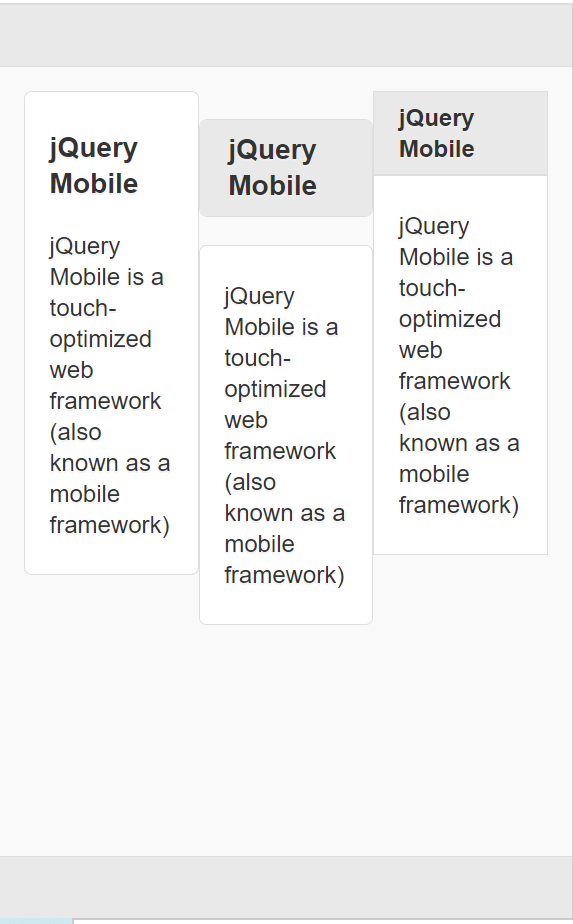 jQuery
Mobile
jQuery
Mobile is a
touch-
optimized
web
framework
(also
known as a
mobile
framework)
jQuery
Mobile
jQuery
Mobile is a
touch-
optimized
web
framework
(also
known as a
mobile
framework)
jQuery
Mobile
jQuery
Mobile is a
touch-
optimized
web
framework
(also
known as a
mobile
framework)